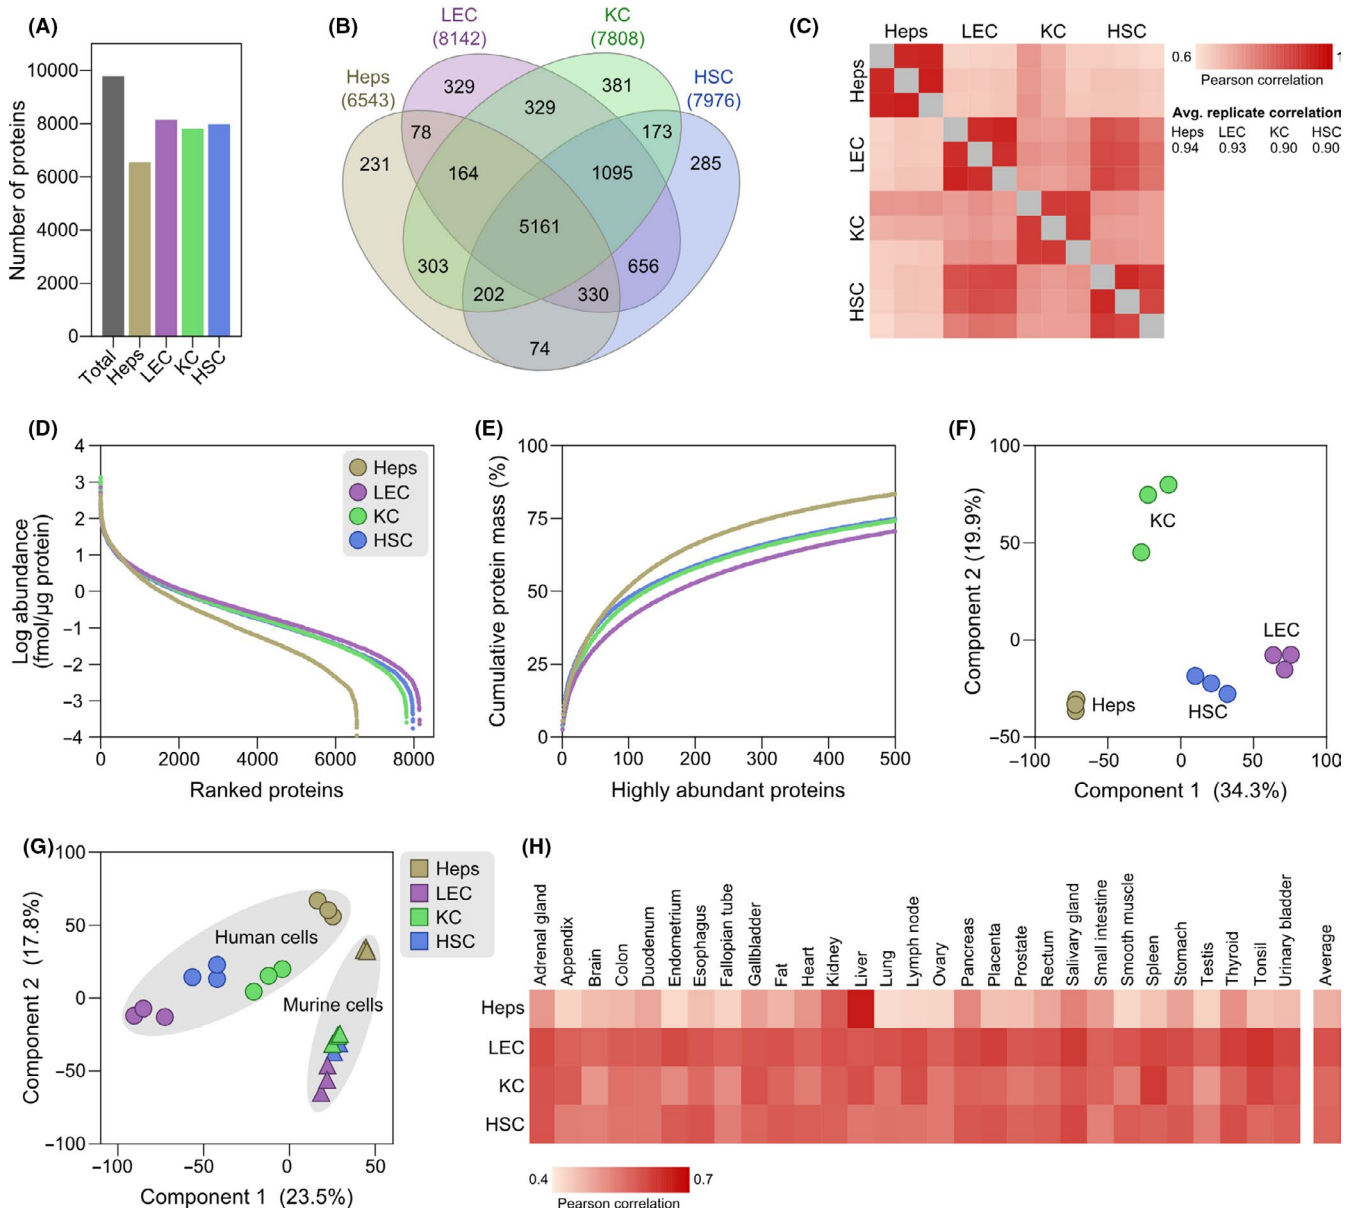 (A)
Number of proteins
10000
8000
6000
4000
2000
0
Total
Heps
LEC
KC
HSC
(B)
LEC
(8142)
KC
(7808)
Heps
(6543)
HSC
(7976)
329
329
381
78
173
231
164
1095
285
5161
303
656
202
330
74
(C)
Heps LEC KC HSC
Heps
LEC
KC
HSC
0.6 1
Pearson correlation
Avg. replicate correlation
Heps LEC KC HSC
0.94 0.93 0.90 0.90
(D)
Log abundance
(fmol/µg protein)
4
3
2
1
0
−1
−2
−3
−4
Heps
LEC
KC
HSC
0 2000 4000 6000 8000
Ranked proteins
(E)
Cumulative protein mass (%)
100
75
50
25
0
0 100 200 300 400 500
Highly abundant proteins
(F)
Component 2 (19.9%)
100
50
0
−50
KC
LEC
Heps
HSC
−100 −50 0 50 100
Component 1 (34.3%)
(G)
Component 2 (17.8%)
100
50
0
−50
−100
Human cells
Murine cells
Heps
LEC
KC
HSC
−100 −50 0 50
Component 1 (23.5%)
(H)
Adrenal gland
Appendix
Brain
Colon
Duodenum
Endometrium
Esophagus
Fallopian tube
Gallbladder
Fat
Heart
Kidney
Liver
Lung
Lymph node
Ovary
Pancreas
Placenta
Prostate
Rectum
Salivary gland
Small intestine
Smooth muscle
Spleen
Stomach
Testis
Thyroid
Tonsil
Urinary bladder
Average
Heps
LEC
KC
HSC
0.4 0.7
Pearson correlation